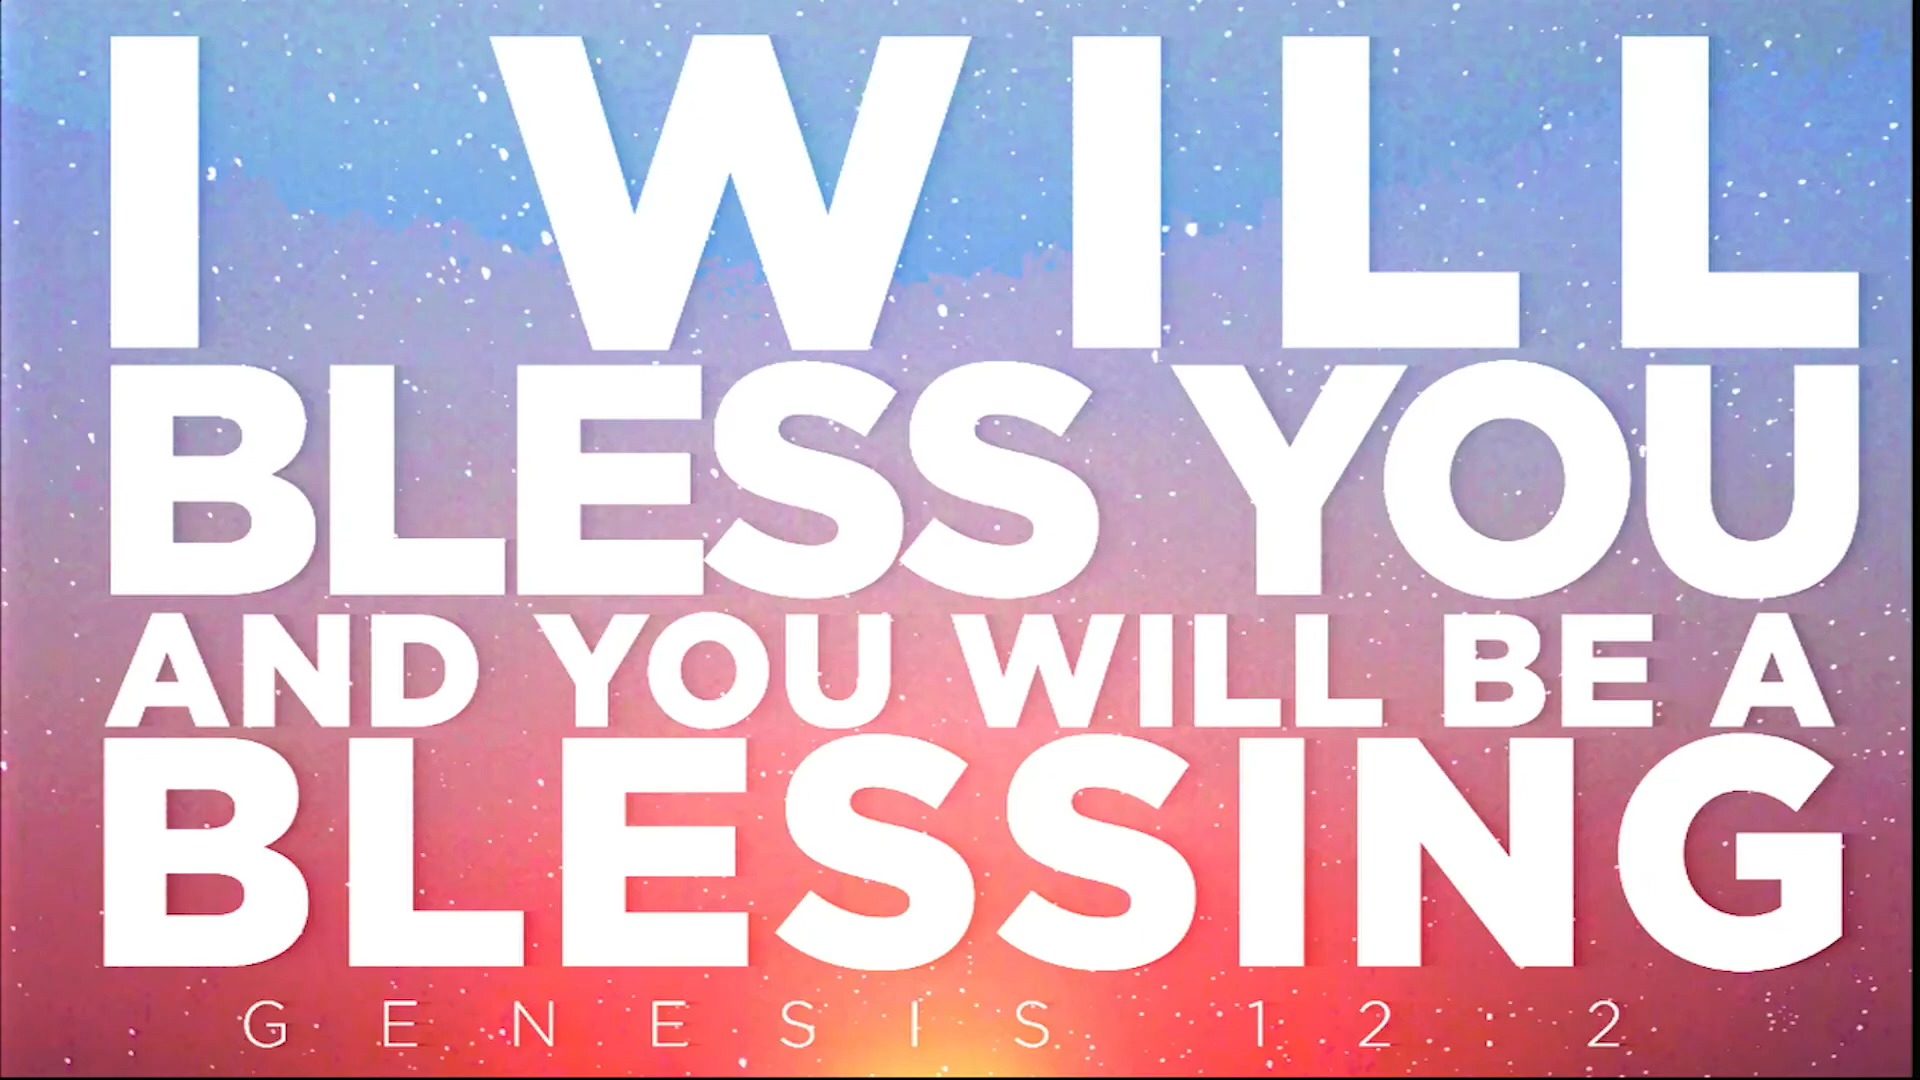 I WILL
BLESS YOU
AND YOU WILL BE A
BLESSING
GENESIS 12:2